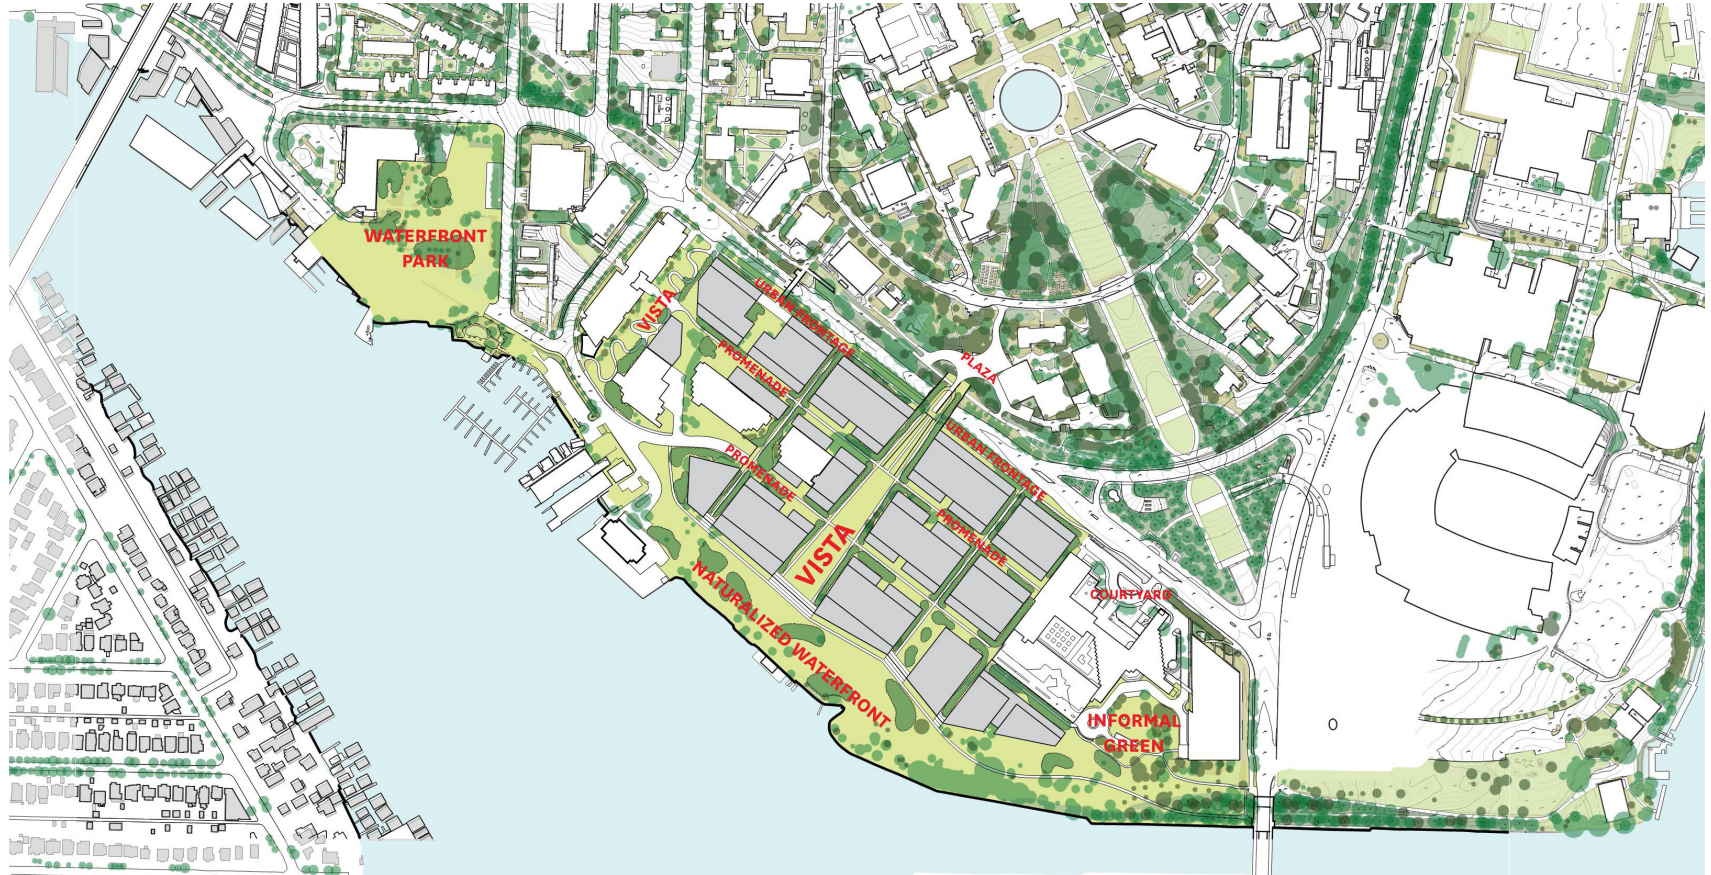 WATERFRONT
PARK
VISTA
URBAN FRONTAGE
PROMENADE
PLAZA
URBAN FRONTAGE
PROMENADE
PROMENADE
VISTA
COURTYARD
NATURALIZED WATERFRONT
INFORMAL
GREEN